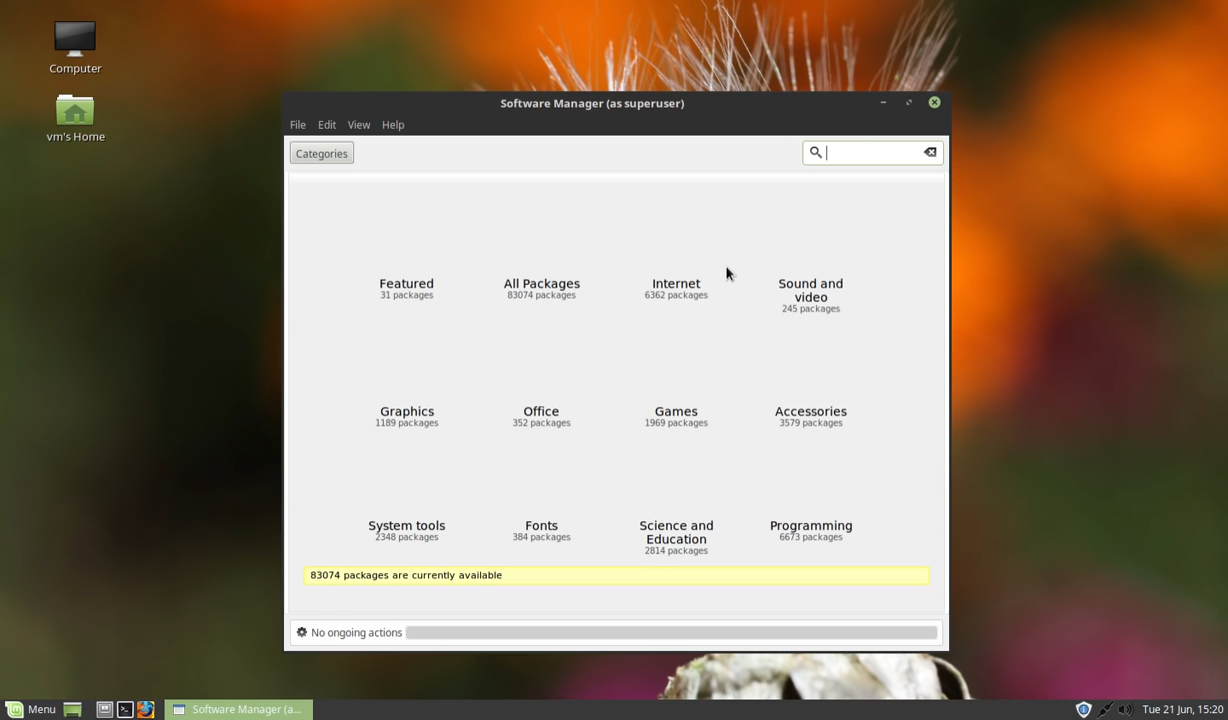 Computer
vm's Home
Software Manager (as superuser)
File Edit View Help
Categories
Featured
31 packages
All Packages
83074 packages
Internet
6362 packages
Sound and
video
245 packages
Graphics
1189 packages
Office
352 packages
Games
1969 packages
Accessories
3579 packages
System tools
2348 packages
Fonts
384 packages
Science and
Education
2814 packages
Programming
6673 packages
83074 packages are currently available
No ongoing actions
Menu
Software Manager (a...
Tue 21 Jun, 15:20